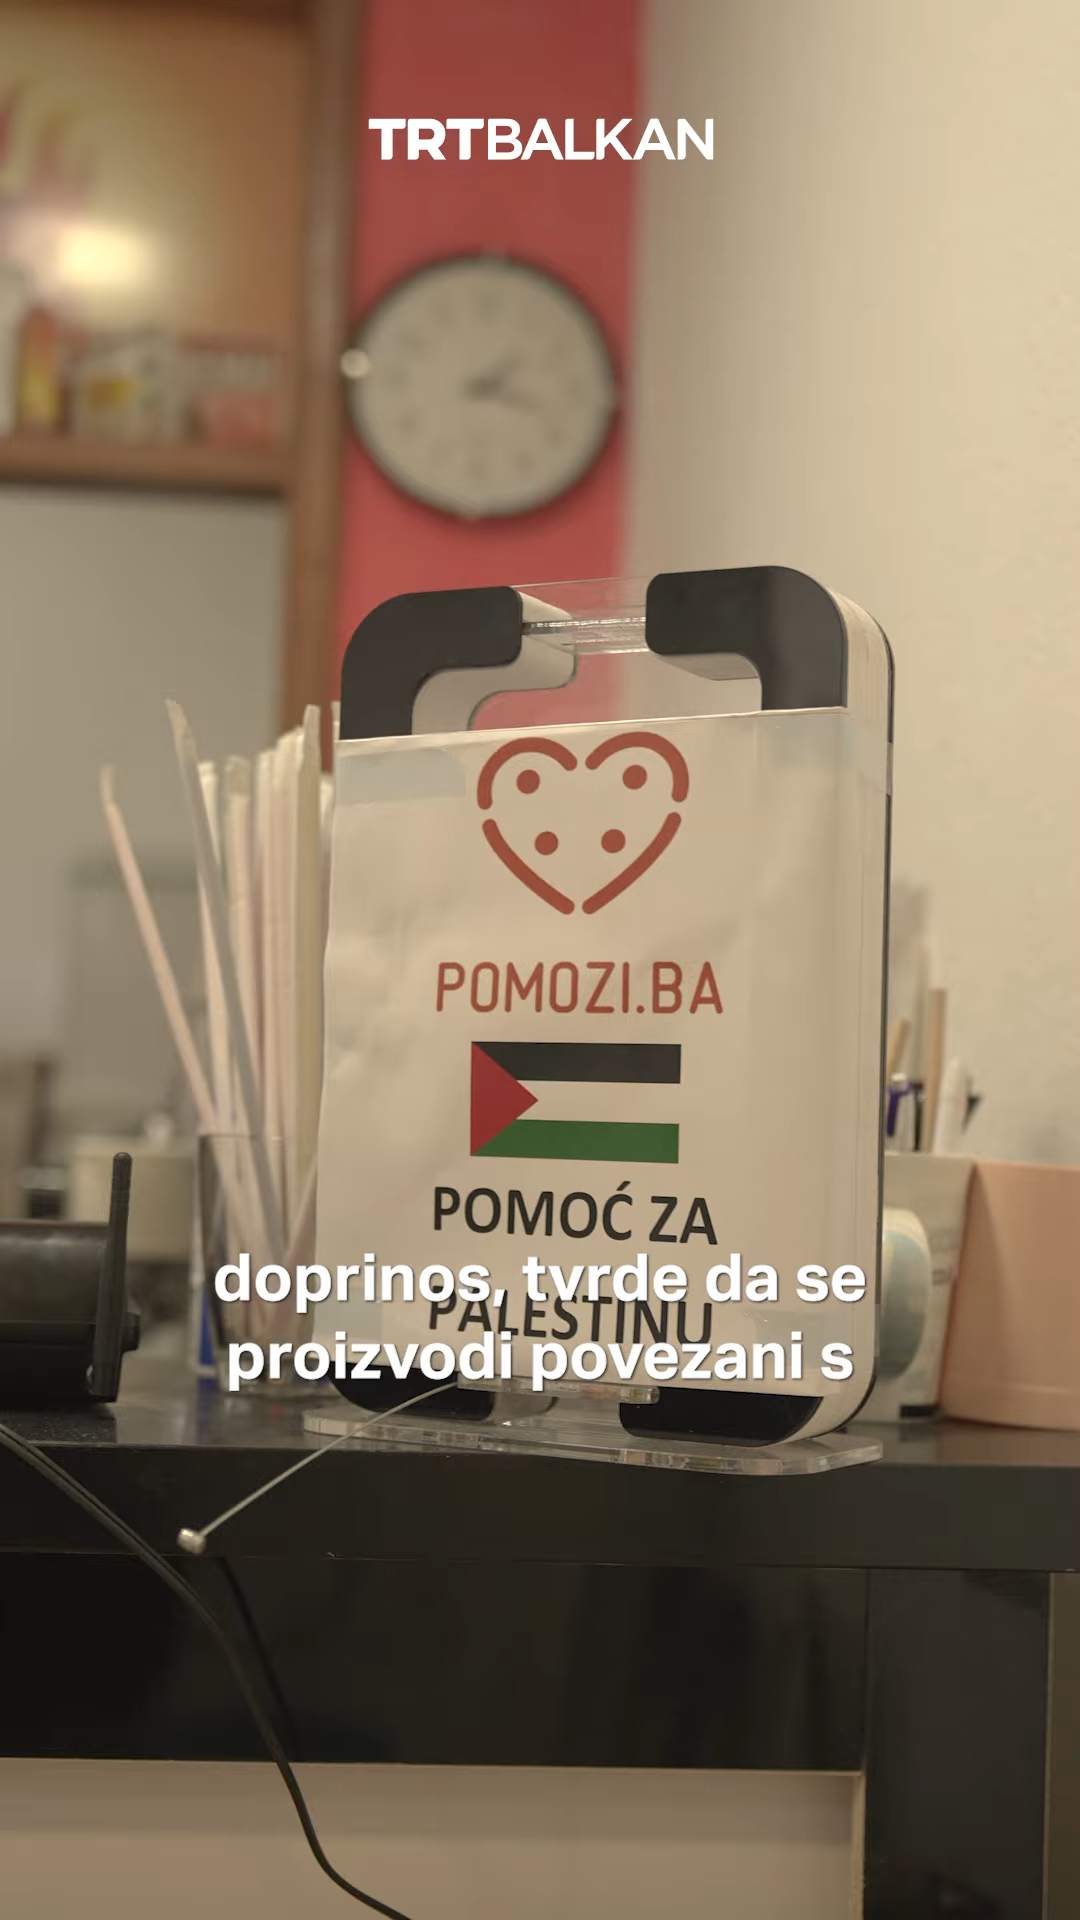 TRTBALKAN
POMOZI.BA
POMOĆ ZA
PALESTINU
doprinos, tvrde da se
proizvodi povezani s